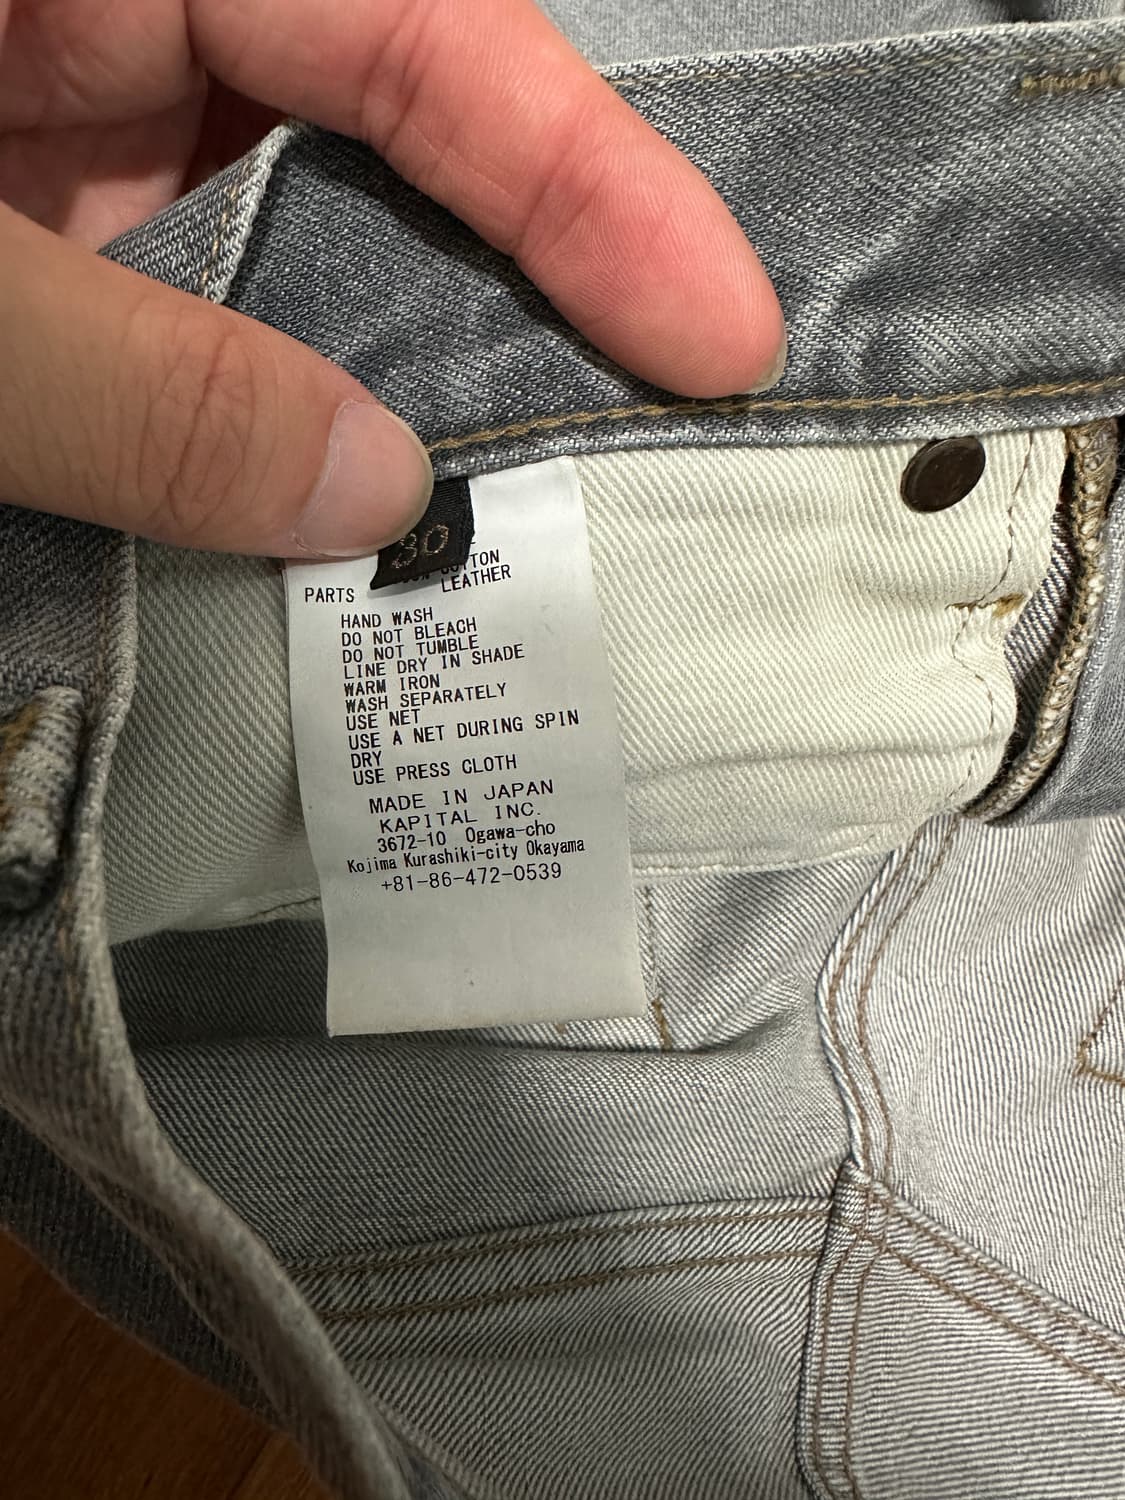 30
COTTON
PARTS LEATHER
HAND WASH
DO NOT BLEACH
DO NOT TUMBLE
LINE DRY IN SHADE
WARM IRON
WASH SEPARATELY
USE NET
USE A NET DURING SPIN
DRY
USE PRESS CLOTH
MADE IN JAPAN
KAPITAL INC.
3672-10 Ogawa-cho
Kojima Kurashiki-city Okayama
+81-86-472-0539